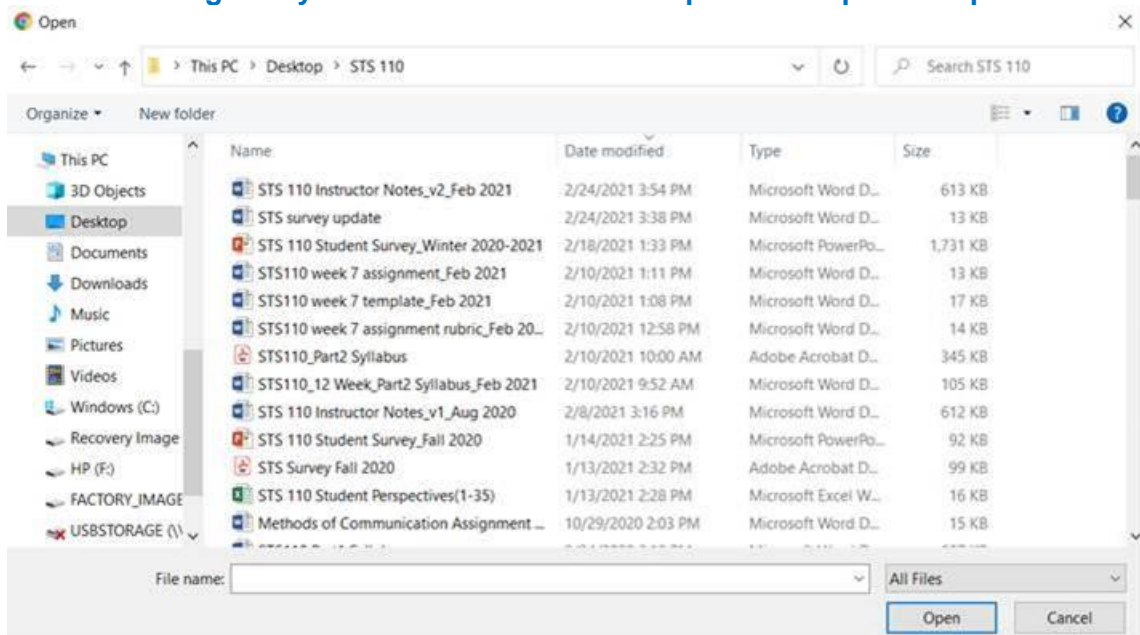 Open
This PC > Desktop > STS 110
Search STS 110
Organize
New folder
This PC
3D Objects
Desktop
Documents
Downloads
Music
Pictures
Videos
Windows (C:)
Recovery Image
HP (F:)
FACTORY_IMAGE
USBSTORAGE (\\
Name Date modified Type Size
STS 110 Instructor Notes_v2_Feb 2021 2/24/2021 3:54 PM Microsoft Word D... 613 KB
STS survey update 2/24/2021 3:38 PM Microsoft Word D... 13 KB
STS 110 Student Survey_Winter 2020-2021 2/18/2021 1:33 PM Microsoft PowerPo... 1,731 KB
STS110 week 7 assignment_Feb 2021 2/10/2021 1:11 PM Microsoft Word D... 13 KB
STS110 week 7 template_Feb 2021 2/10/2021 1:08 PM Microsoft Word D... 17 KB
STS110 week 7 assignment rubric_Feb 20... 2/10/2021 12:58 PM Microsoft Word D... 14 KB
STS110_Part2 Syllabus 2/10/2021 10:00 AM Adobe Acrobat D... 345 KB
STS110_12 Week_Part2 Syllabus_Feb 2021 2/10/2021 9:52 AM Microsoft Word D... 105 KB
STS 110 Instructor Notes_v1_Aug 2020 2/8/2021 3:16 PM Microsoft Word D... 612 KB
STS 110 Student Survey_Fall 2020 1/14/2021 2:25 PM Microsoft PowerPo... 92 KB
STS Survey Fall 2020 1/13/2021 2:32 PM Adobe Acrobat D... 99 KB
STS 110 Student Perspectives(1-35) 1/13/2021 2:28 PM Microsoft Excel W... 16 KB
Methods of Communication Assignment ... 10/29/2020 2:03 PM Microsoft Word D... 15 KB
File name:
All Files
Open
Cancel